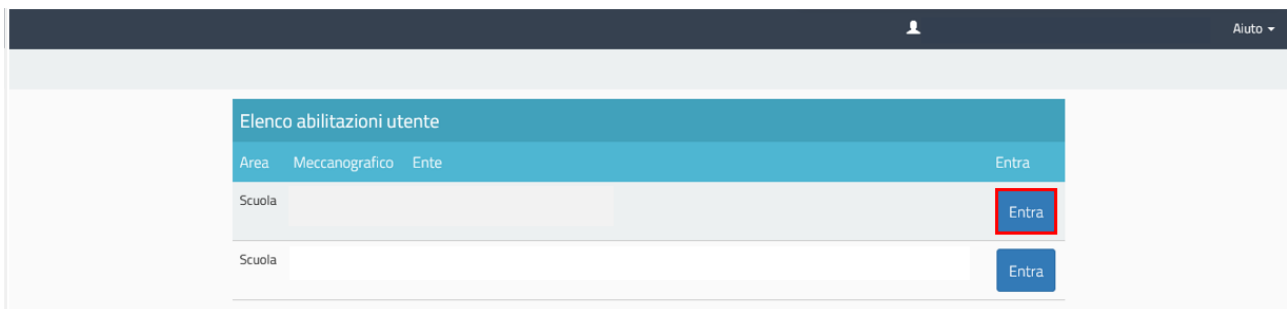 Aiuto
Elenco abilitazioni utente
Area Meccanografico Ente Entra
Scuola Entra
Scuola Entra